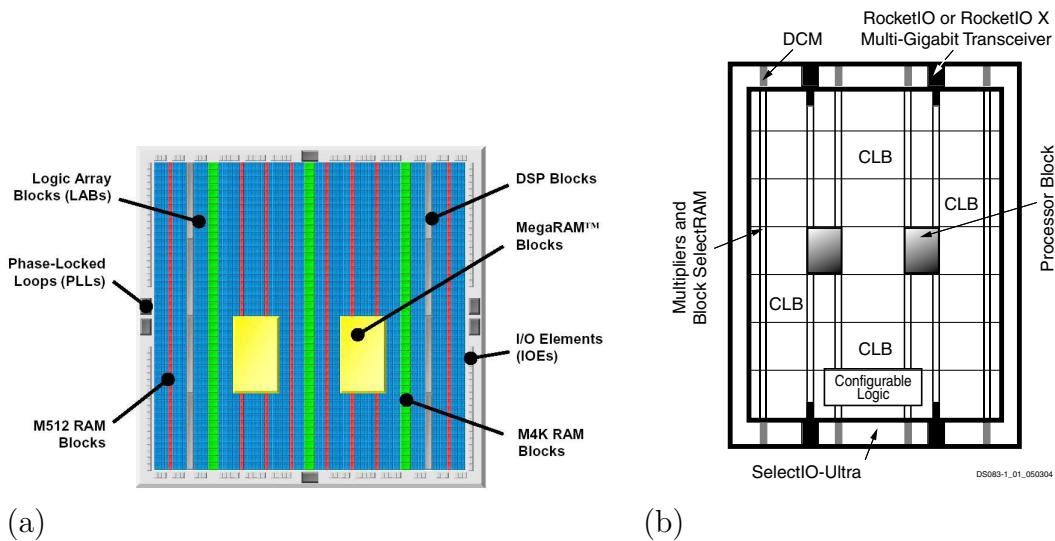 Logic Array
Blocks (LABs)
Phase-Locked
Loops (PLLs)
M512 RAM
Blocks
DSP Blocks
MegaRAM™
Blocks
I/O Elements
(IOEs)
M4K RAM
Blocks
(a)
RocketIO or RocketIO X
Multi-Gigabit Transceiver
DCM
CLB
CLB
CLB
CLB
Multipliers and
Block SelectRAM
Processor Block
Configurable
Logic
SelectIO-Ultra
DS083-1_01_050304
(b)